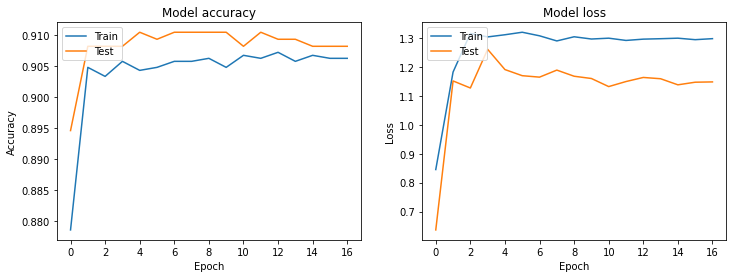 Model accuracy
Train
Test
0.910
0.905
0.900
0.895
0.890
0.885
0.880
Accuracy
0 2 4 6 8 10 12 14 16
Epoch
Model loss
Train
Test
1.3
1.2
1.1
1.0
0.9
0.8
0.7
Loss
0 2 4 6 8 10 12 14 16
Epoch